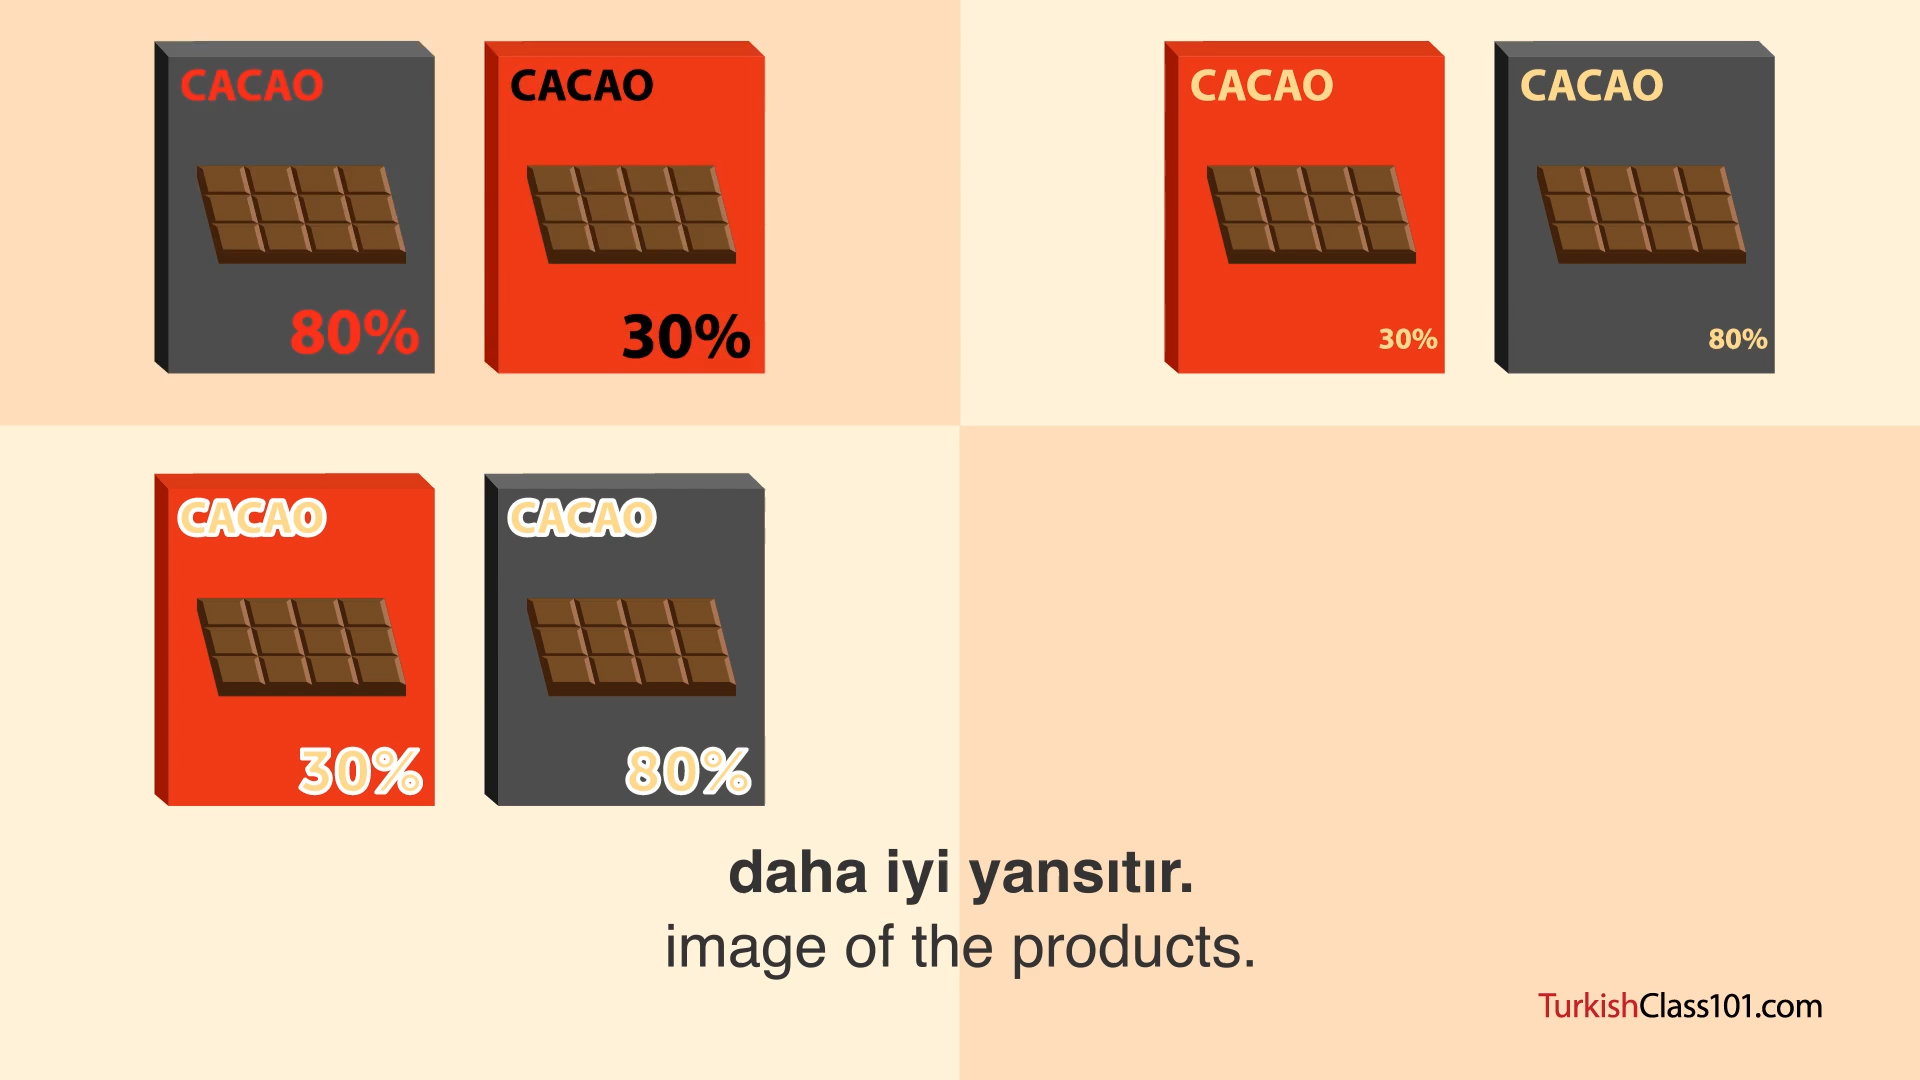 CACAO
80%
CACAO
30%
CACAO
30%
CACAO
80%
CACAO
30%
CACAO
80%
daha iyi yansıtır.
image of the products.
TurkishClass101.com